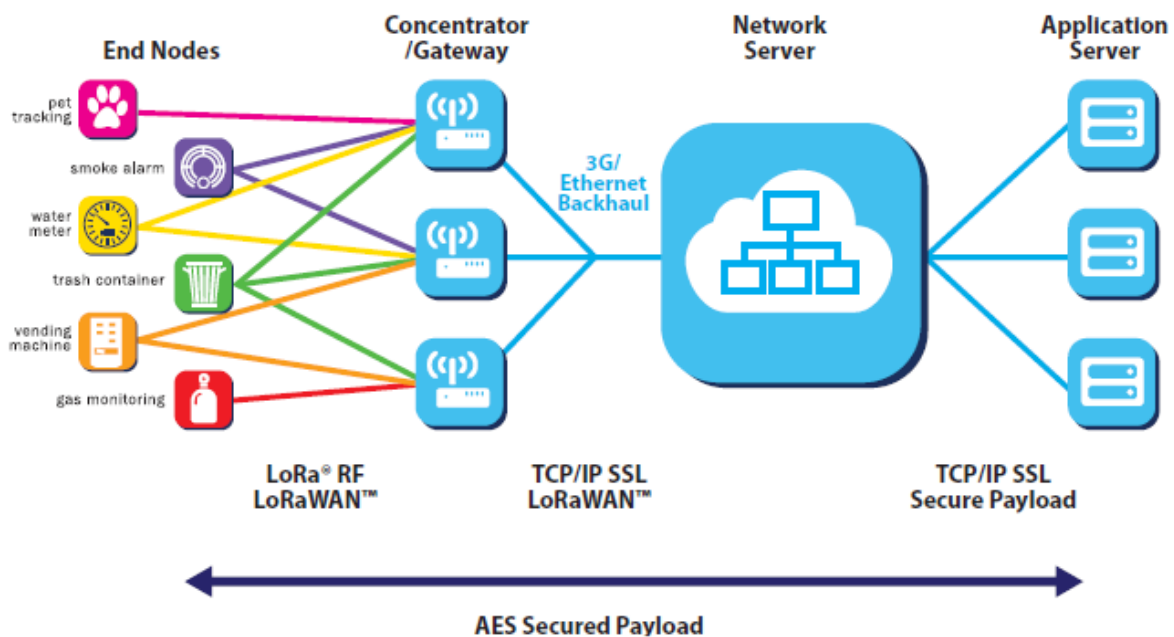 End Nodes
Concentrator
/Gateway
Network
Server
Application
Server
pet
tracking
smoke alarm
water
meter
trash container
vending
machine
gas monitoring
3G/
Ethernet
Backhaul
LoRa® RF
LoRaWAN™
TCP/IP SSL
LoRaWAN™
TCP/IP SSL
Secure Payload
AES Secured Payload